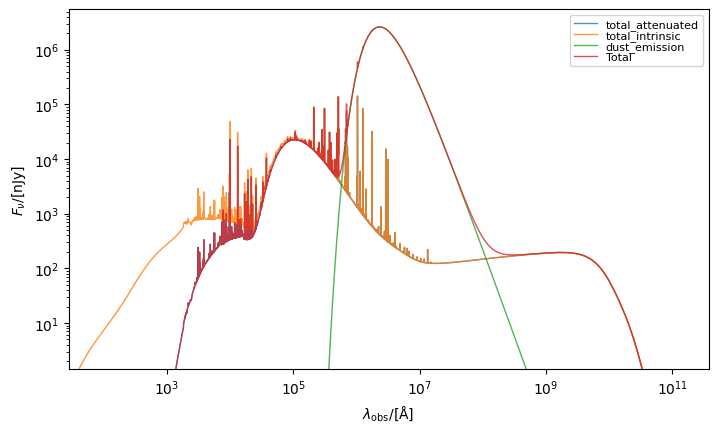 total_attenuated
total_intrinsic
dust_emission
Total
F_ν/[nJy]
10^6
10^5
10^4
10^3
10^2
10^1
10^3 10^5 10^7 10^9 10^11
λ_obs/[Å]